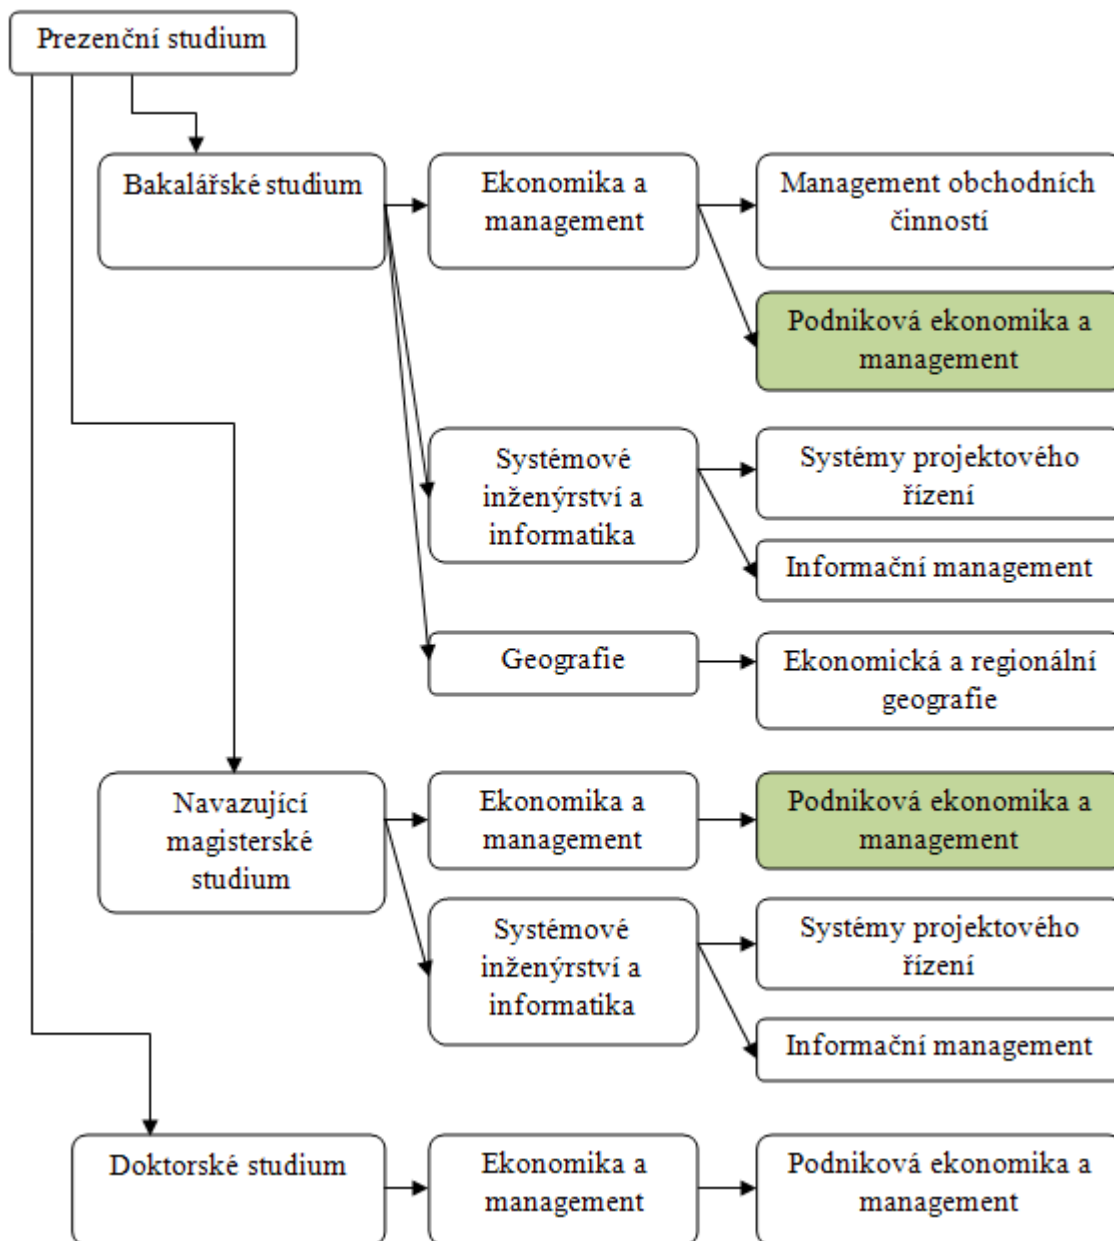 Prezenční studium
Bakalářské studium
Ekonomika a
management
Management obchodních
činností
Podniková ekonomika a
management
Systémové
inženýrství a
informatika
Systémy projektového
řízení
Informační management
Geografie
Ekonomická a regionální
geografie
Navazující
magisterské
studium
Ekonomika a
management
Podniková ekonomika a
management
Systémové
inženýrství a
informatika
Systémy projektového
řízení
Informační management
Doktorské studium
Ekonomika a
management
Podniková ekonomika a
management